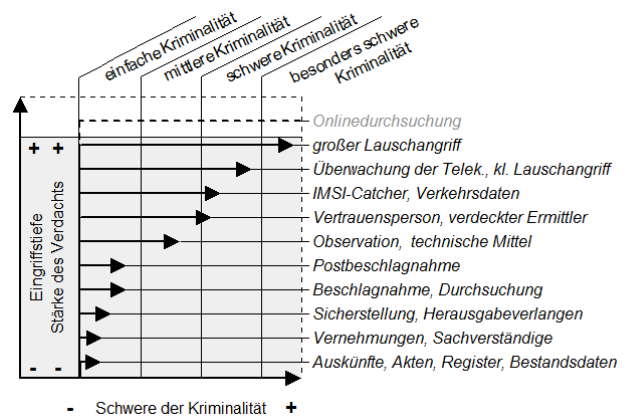 einfache Kriminalität
mittlere Kriminalität
schwere Kriminalität
besonders schwere
Kriminalität
Onlinedurchsuchung
großer Lauschangriff
Überwachung der Telek., kl. Lauschangriff
IMSI-Catcher, Verkehrsdaten
Vertrauensperson, verdeckter Ermittler
Observation, technische Mittel
Postbeschlagnahme
Beschlagnahme, Durchsuchung
Sicherstellung, Herausgabeverlangen
Vernehmungen, Sachverständige
Auskünfte, Akten, Register, Bestandsdaten
+ +
Eingriffstiefe
Stärke des Verdachts
- -
- Schwere der Kriminalität +